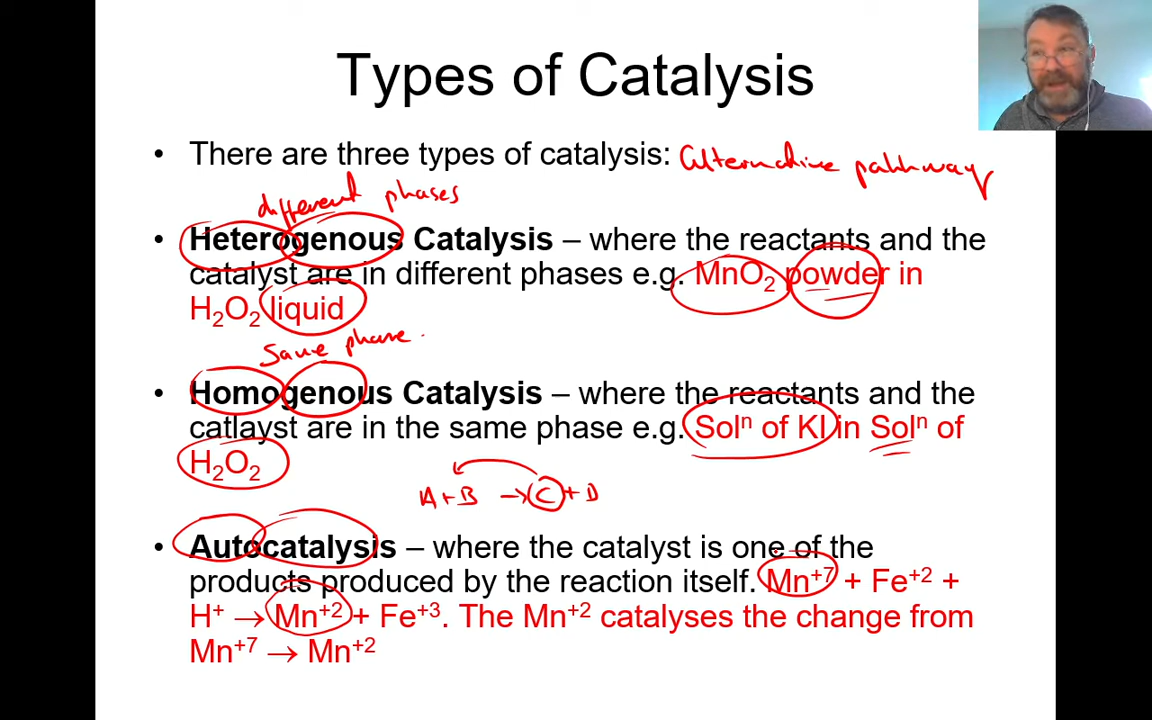 Types of Catalysis
• There are three types of catalysis: alternative pathway
different phases
• Heterogenous Catalysis – where the reactants and the
catalyst are in different phases e.g. MnO₂ powder in
H₂O₂ liquid
Same phase
• Homogenous Catalysis – where the reactants and the
catlayst are in the same phase e.g. Solⁿ of KI in Solⁿ of
H₂O₂
A + B → C + D
• Autocatalysis – where the catalyst is one of the
products produced by the reaction itself. Mn⁺⁷ + Fe⁺² +
H⁺ → Mn⁺² + Fe⁺³. The Mn⁺² catalyses the change from
Mn⁺⁷ → Mn⁺²